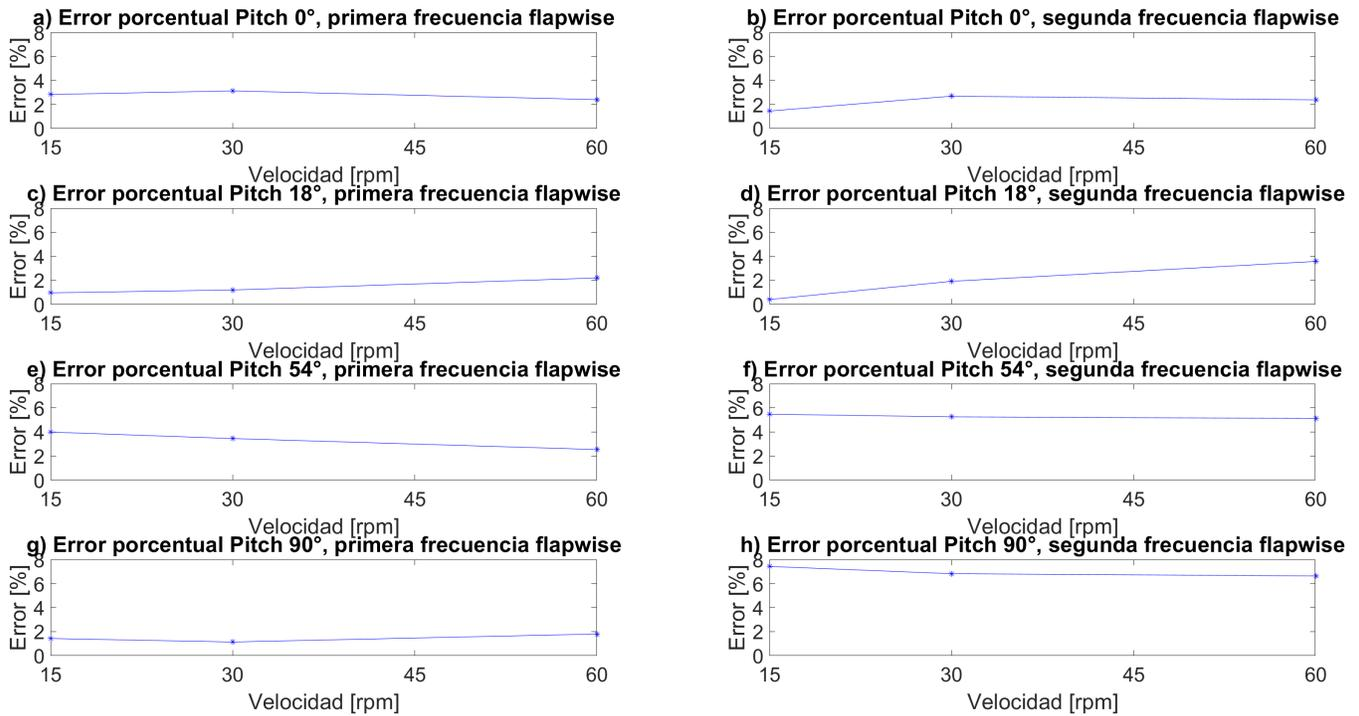 a) Error porcentual Pitch 0°, primera frecuencia flapwise
Error [%]
8
6
4
2
0
15 30 45 60
Velocidad [rpm]
b) Error porcentual Pitch 0°, segunda frecuencia flapwise
Error [%]
8
6
4
2
0
15 30 45 60
Velocidad [rpm]
c) Error porcentual Pitch 18°, primera frecuencia flapwise
Error [%]
8
6
4
2
0
15 30 45 60
Velocidad [rpm]
d) Error porcentual Pitch 18°, segunda frecuencia flapwise
Error [%]
8
6
4
2
0
15 30 45 60
Velocidad [rpm]
e) Error porcentual Pitch 54°, primera frecuencia flapwise
Error [%]
8
6
4
2
0
15 30 45 60
Velocidad [rpm]
f) Error porcentual Pitch 54°, segunda frecuencia flapwise
Error [%]
8
6
4
2
0
15 30 45 60
Velocidad [rpm]
g) Error porcentual Pitch 90°, primera frecuencia flapwise
Error [%]
8
6
4
2
0
15 30 45 60
Velocidad [rpm]
h) Error porcentual Pitch 90°, segunda frecuencia flapwise
Error [%]
8
6
4
2
0
15 30 45 60
Velocidad [rpm]